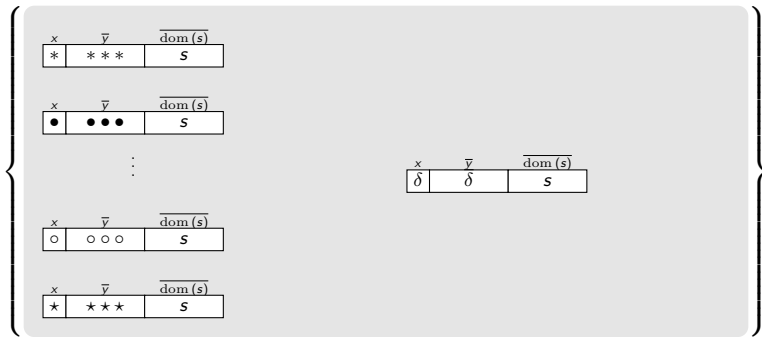 x y̅ dom (s)
∗ ∗ ∗ ∗ s
x y̅ dom (s)
• • • • s
⋮
x y̅ dom (s)
δ δ̅ s
x y̅ dom (s)
○ ○ ○ ○ s
x y̅ dom (s)
⋆ ⋆ ⋆ ⋆ s